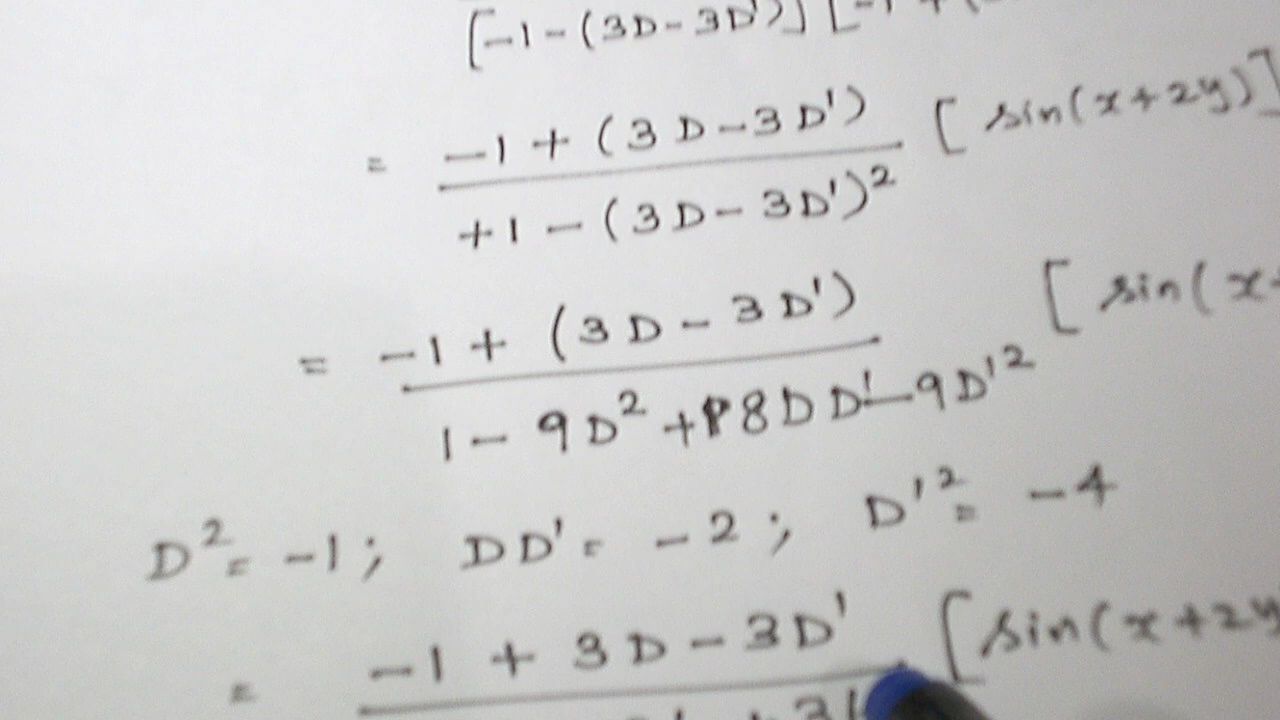 [-1-(3D-3D')] [-1+(
= -1 + (3D-3D') [sin(x+2y)]
+1-(3D-3D')²
= -1 + (3D-3D') [sin(x+
1-9D²+18DD'-9D'²
D²=-1; DD'=-2; D'²=-4
= -1+3D-3D' [sin(x+2y